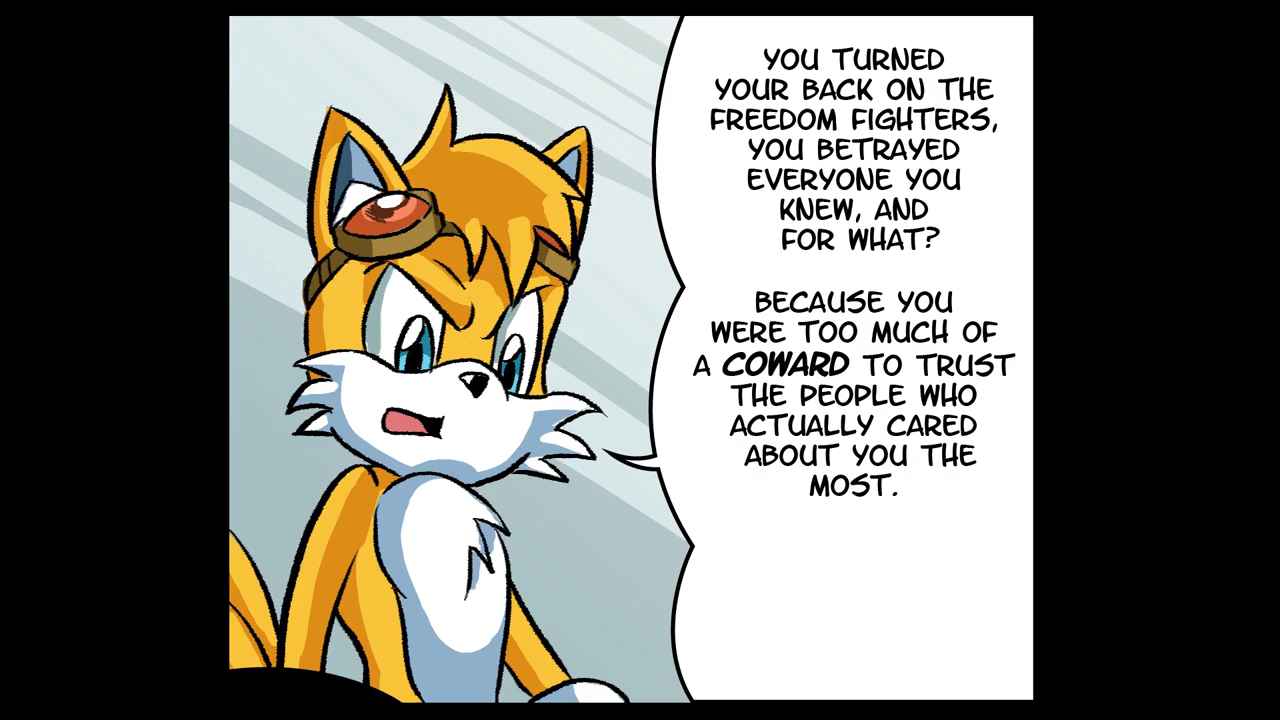 YOU TURNED
YOUR BACK ON THE
FREEDOM FIGHTERS,
YOU BETRAYED
EVERYONE YOU
KNEW, AND
FOR WHAT?
BECAUSE YOU
WERE TOO MUCH OF
A COWARD TO TRUST
THE PEOPLE WHO
ACTUALLY CARED
ABOUT YOU THE
MOST.